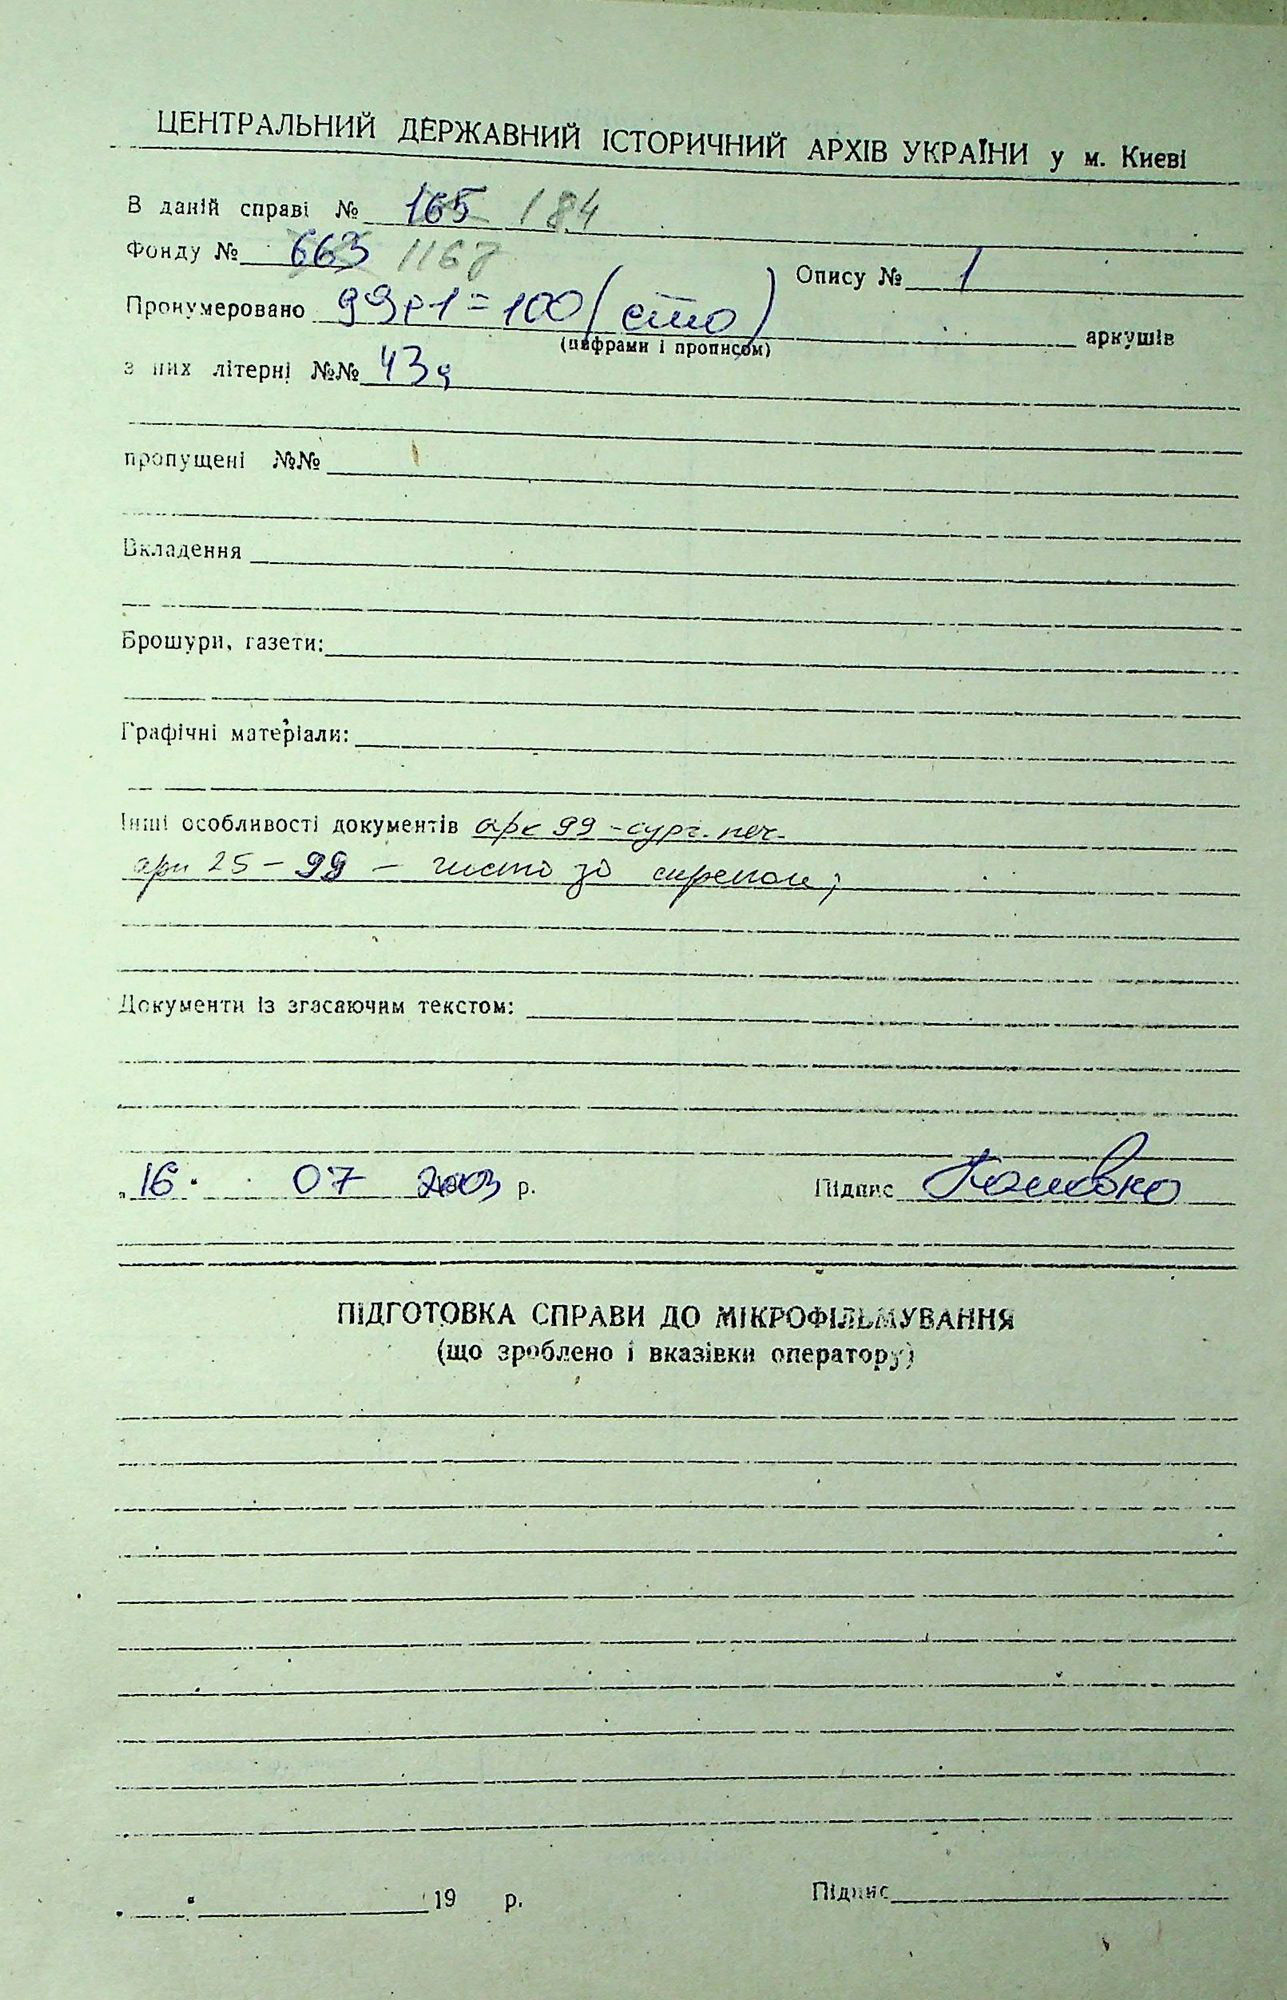 ЦЕНТРАЛЬНИЙ ДЕРЖАВНИЙ ІСТОРИЧНИЙ АРХІВ УКРАЇНИ у м. Києві
В даній справі № 165 184
Фонду № 663 1167 Опису № 1
Пронумеровано 99+1=100 (сто) аркушів
(цифрами і прописом)
з них літерні №№ 43а
пропущені №№
Вкладення
Брошури, газети:
Графічні матеріали:
Інші особливості документів арк 99 - сург. печ.
арк 25-99 - чисто за
Документи із згасаючим текстом:
16. 07 2003 р. Підпис
ПІДГОТОВКА СПРАВИ ДО МІКРОФІЛЬМУВАННЯ
(що зроблено і вказівки оператору)
19 р. Підпис